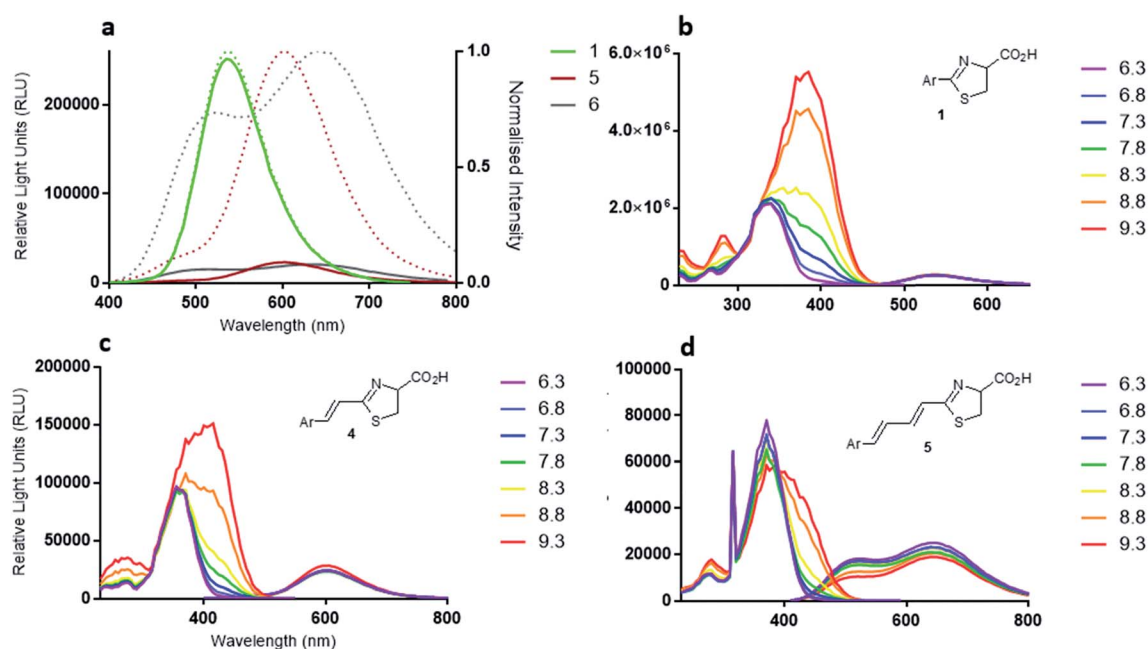 a
Relative Light Units (RLU)
200000
100000
0
400 500 600 700 800
Wavelength (nm)
1.0
0.5
0.0
Normalised Intensity
1
5
6
b
6.0×10⁶
4.0×10⁶
2.0×10⁶
0
300 400 500 600
N CO₂H
Ar
S
1
6.3
6.8
7.3
7.8
8.3
8.8
9.3
c
Relative Light Units (RLU)
200000
150000
100000
50000
0
400 600 800
Wavelength (nm)
N CO₂H
S
Ar 4
6.3
6.8
7.3
7.8
8.3
8.8
9.3
d
100000
80000
60000
40000
20000
0
400 600 800
Wavelength (nm)
N CO₂H
S
Ar 5
6.3
6.8
7.3
7.8
8.3
8.8
9.3